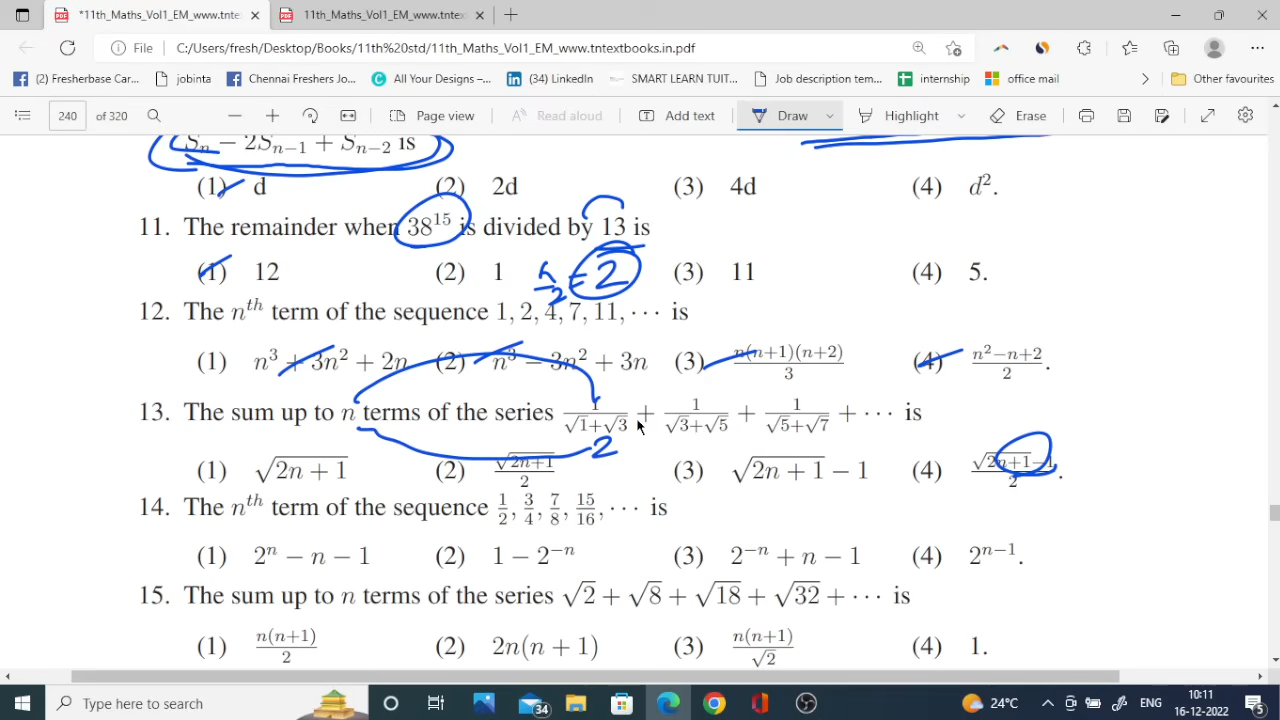 *11th_Maths_Vol1_EM_www.tntex 11th_Maths_Vol1_EM_www.tntextb
File C:/Users/fresh/Desktop/Books/11th%20std/11th_Maths_Vol1_EM_www.tntextbooks.in.pdf
(2) Fresherbase Car... jobinta Chennai Freshers Jo... All Your Designs –... (34) LinkedIn SMART LEARN TUIT... Job description tem... internship office mail Other favourites
240 of 320 Page view Read aloud Add text Draw Highlight Erase
Sₙ − 2Sₙ₋₁ + Sₙ₋₂ is
(1) d (2) 2d (3) 4d (4) d².
11. The remainder when 38¹⁵ is divided by 13 is
(1) 12 (2) 1 (3) 11 (4) 5.
2
2
12. The nᵗʰ term of the sequence 1, 2, 4, 7, 11, ··· is
(1) n³ + 3n² + 2n (2) n³ − 3n² + 3n (3) n(n+1)(n+2)/3 (4) n²−n+2/2.
13. The sum up to n terms of the series 1/√1+√3 + 1/√3+√5 + 1/√5+√7 + ··· is
2
(1) √2n + 1 (2) √2n+1/2 (3) √2n + 1 − 1 (4) √2n+1−1/2.
14. The nᵗʰ term of the sequence 1/2, 3/4, 7/8, 15/16, ··· is
(1) 2ⁿ − n − 1 (2) 1 − 2⁻ⁿ (3) 2⁻ⁿ + n − 1 (4) 2ⁿ⁻¹.
15. The sum up to n terms of the series √2 + √8 + √18 + √32 + ··· is
(1) n(n+1)/2 (2) 2n(n + 1) (3) n(n+1)/√2 (4) 1.
Type here to search 34 24°C ENG 10:11
16-12-2022 5